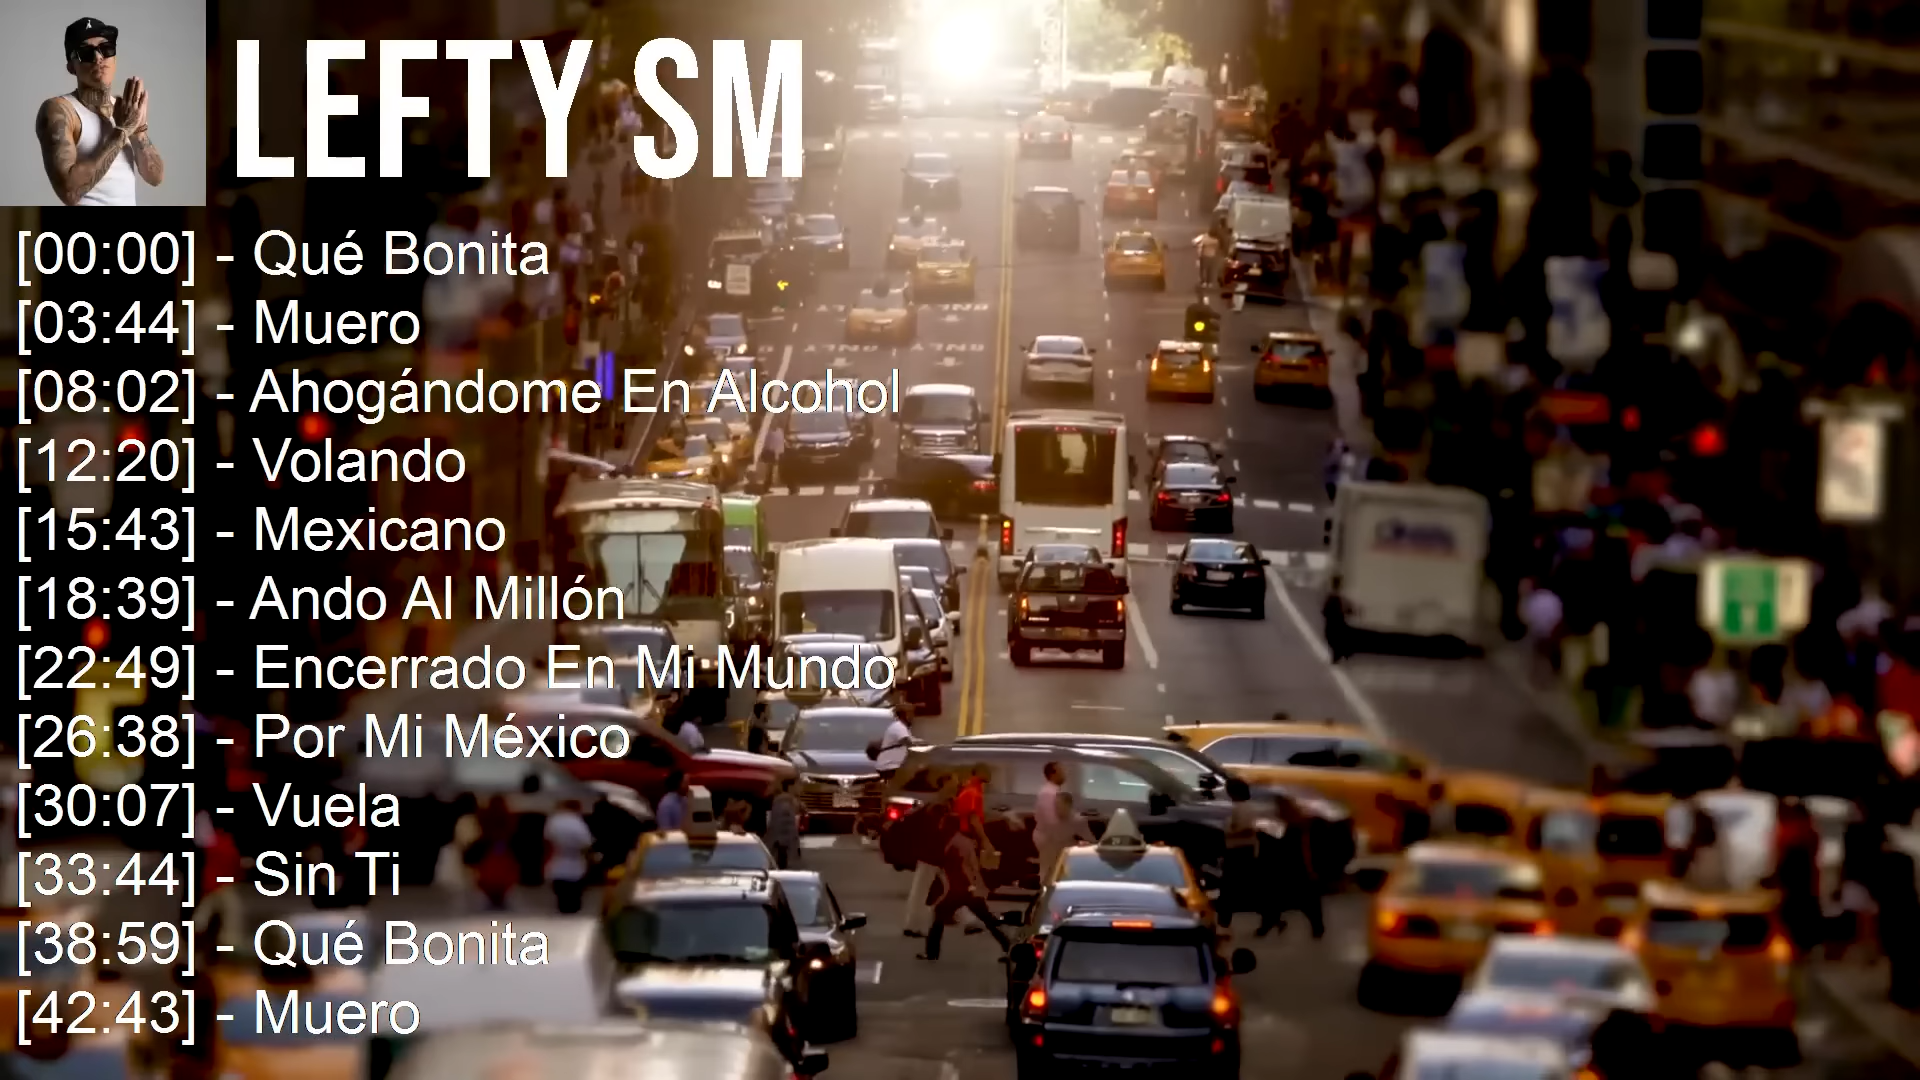 LEFTY SM
[00:00] - Qué Bonita
[03:44] - Muero
[08:02] - Ahogándome En Alcohol
[12:20] - Volando
[15:43] - Mexicano
[18:39] - Ando Al Millón
[22:49] - Encerrado En Mi Mundo
[26:38] - Por Mi México
[30:07] - Vuela
[33:44] - Sin Ti
[38:59] - Qué Bonita
[42:43] - Muero